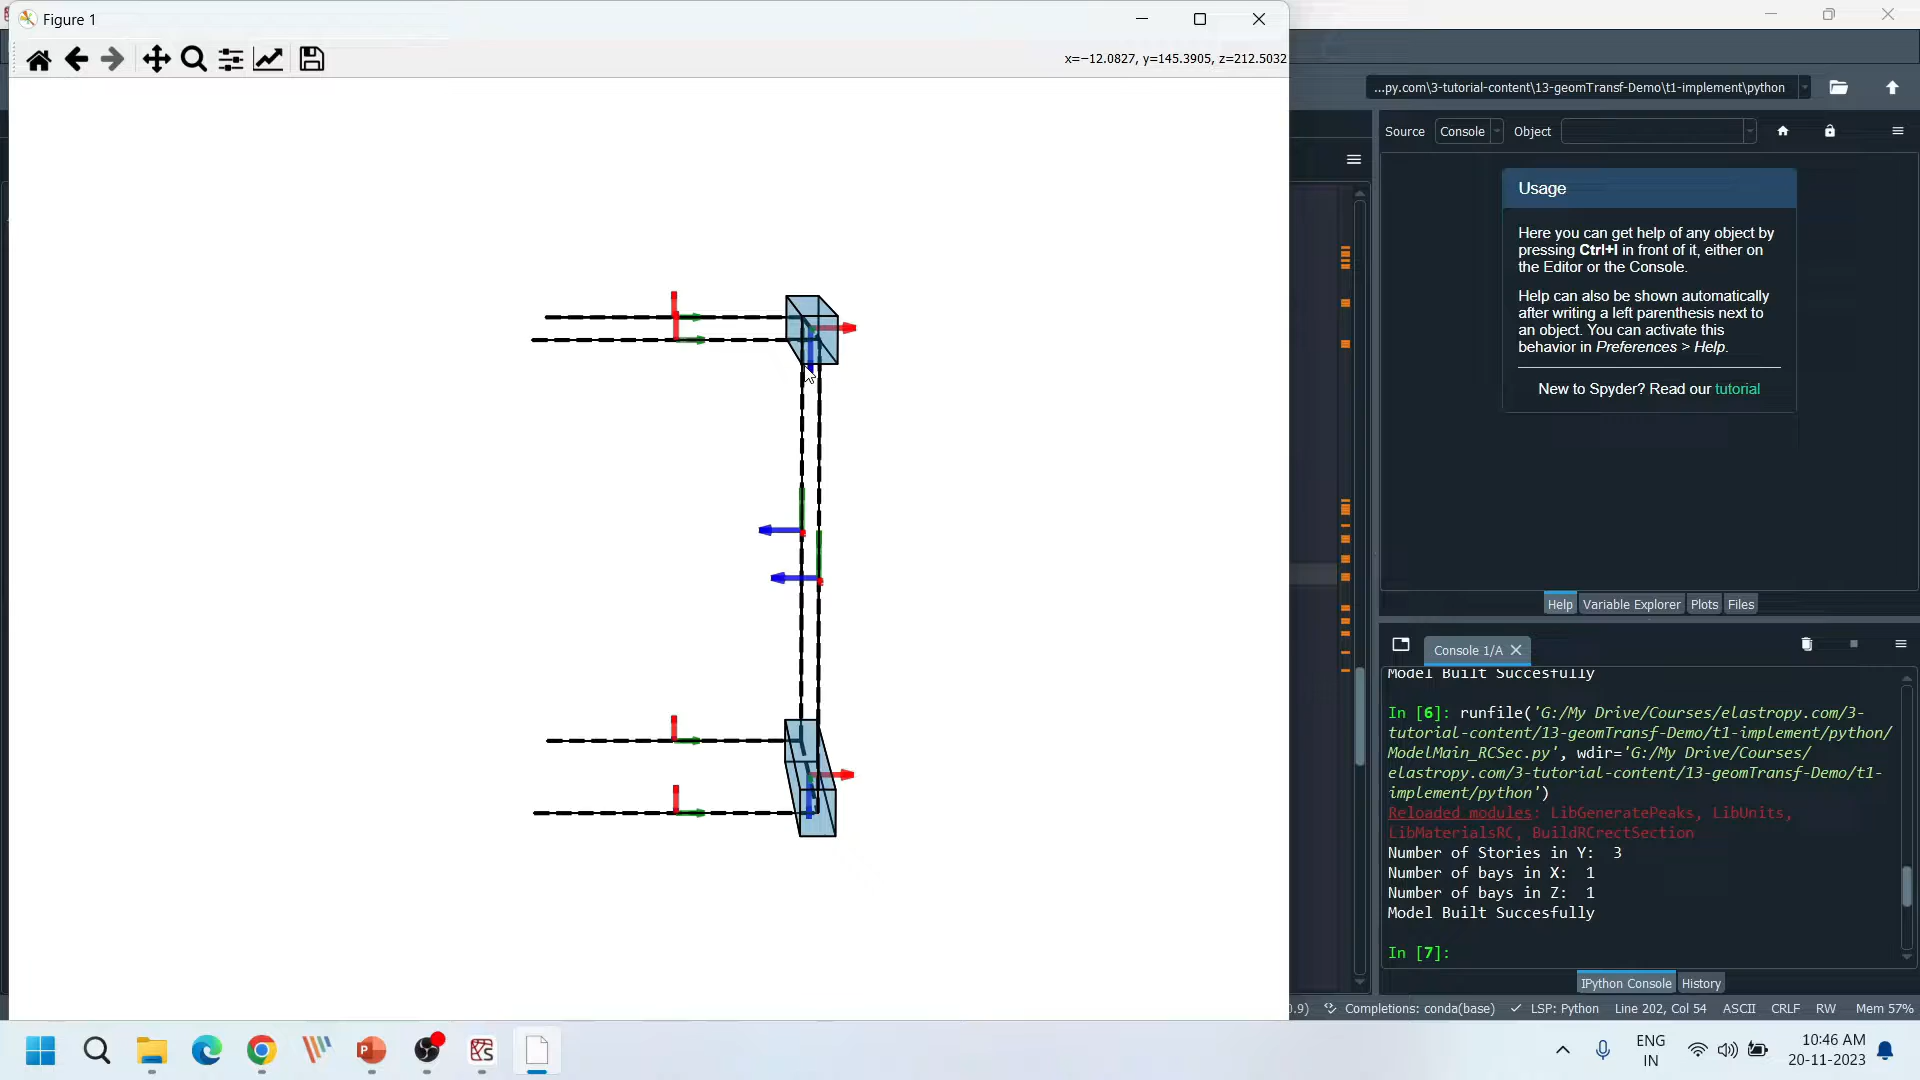 Figure 1
x=−12.0827, y=145.3905, z=212.5032
...py.com\3-tutorial-content\13-geomTransf-Demo\t1-implement\python
Source Console Object
Usage
Here you can get help of any object by
pressing Ctrl+I in front of it, either on
the Editor or the Console.
Help can also be shown automatically
after writing a left parenthesis next to
an object. You can activate this
behavior in Preferences > Help.
New to Spyder? Read our tutorial
Help Variable Explorer Plots Files
Console 1/A
Model Built Succesfully
In [6]: runfile('G:/My Drive/Courses/elastropy.com/3-
tutorial-content/13-geomTransf-Demo/t1-implement/python/
ModelMain_RCSec.py', wdir='G:/My Drive/Courses/
elastropy.com/3-tutorial-content/13-geomTransf-Demo/t1-
implement/python')
Reloaded modules: LibGeneratePeaks, LibUnits,
LibMaterialsRC, BuildRCrectSection
Number of Stories in Y:  3
Number of bays in X:  1
Number of bays in Z:  1
Model Built Succesfully
In [7]:
IPython Console History
0.9) Completions: conda(base) LSP: Python Line 202, Col 54 ASCII CRLF RW Mem 57%
ENG
IN
10:46 AM
20-11-2023